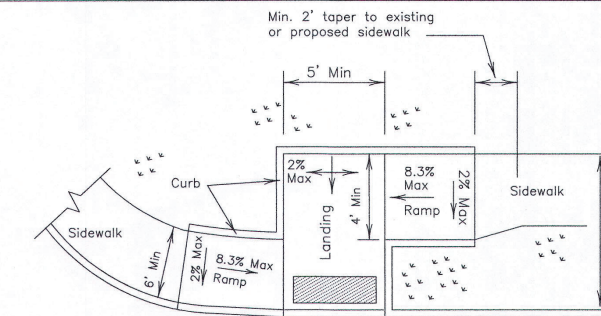 Min. 2' taper to existing
or proposed sidewalk
5' Min
2%
Max
8.3%
Max
Ramp
2% Max
Sidewalk
Curb
4' Min
Landing
Sidewalk
6' Min
2% Max
8.3% Max
Ramp